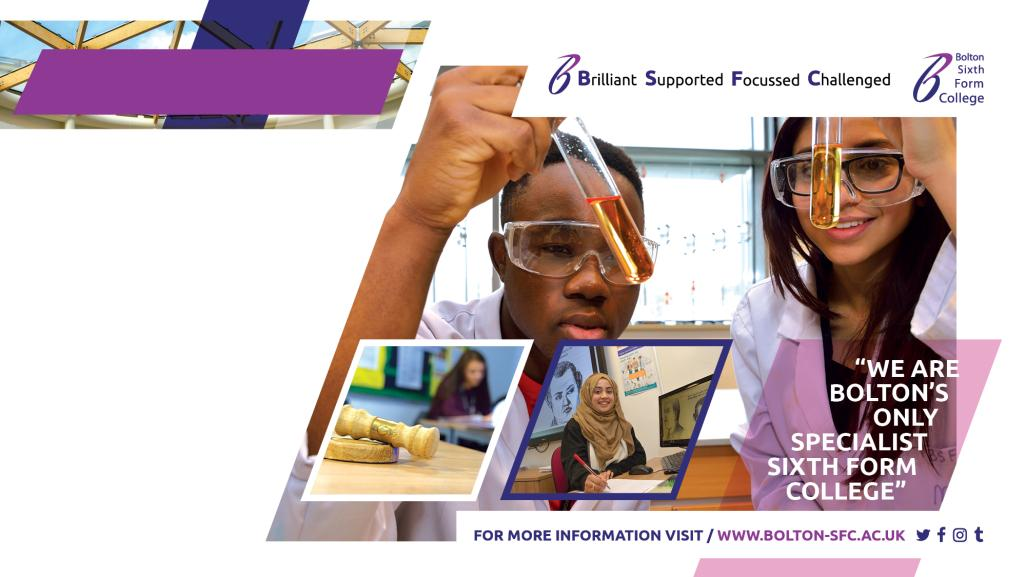 Brilliant Supported Focussed Challenged
Bolton
Sixth
Form
College
“WE ARE
BOLTON’S
ONLY
SPECIALIST
SIXTH FORM
COLLEGE”
FOR MORE INFORMATION VISIT / WWW.BOLTON-SFC.AC.UK